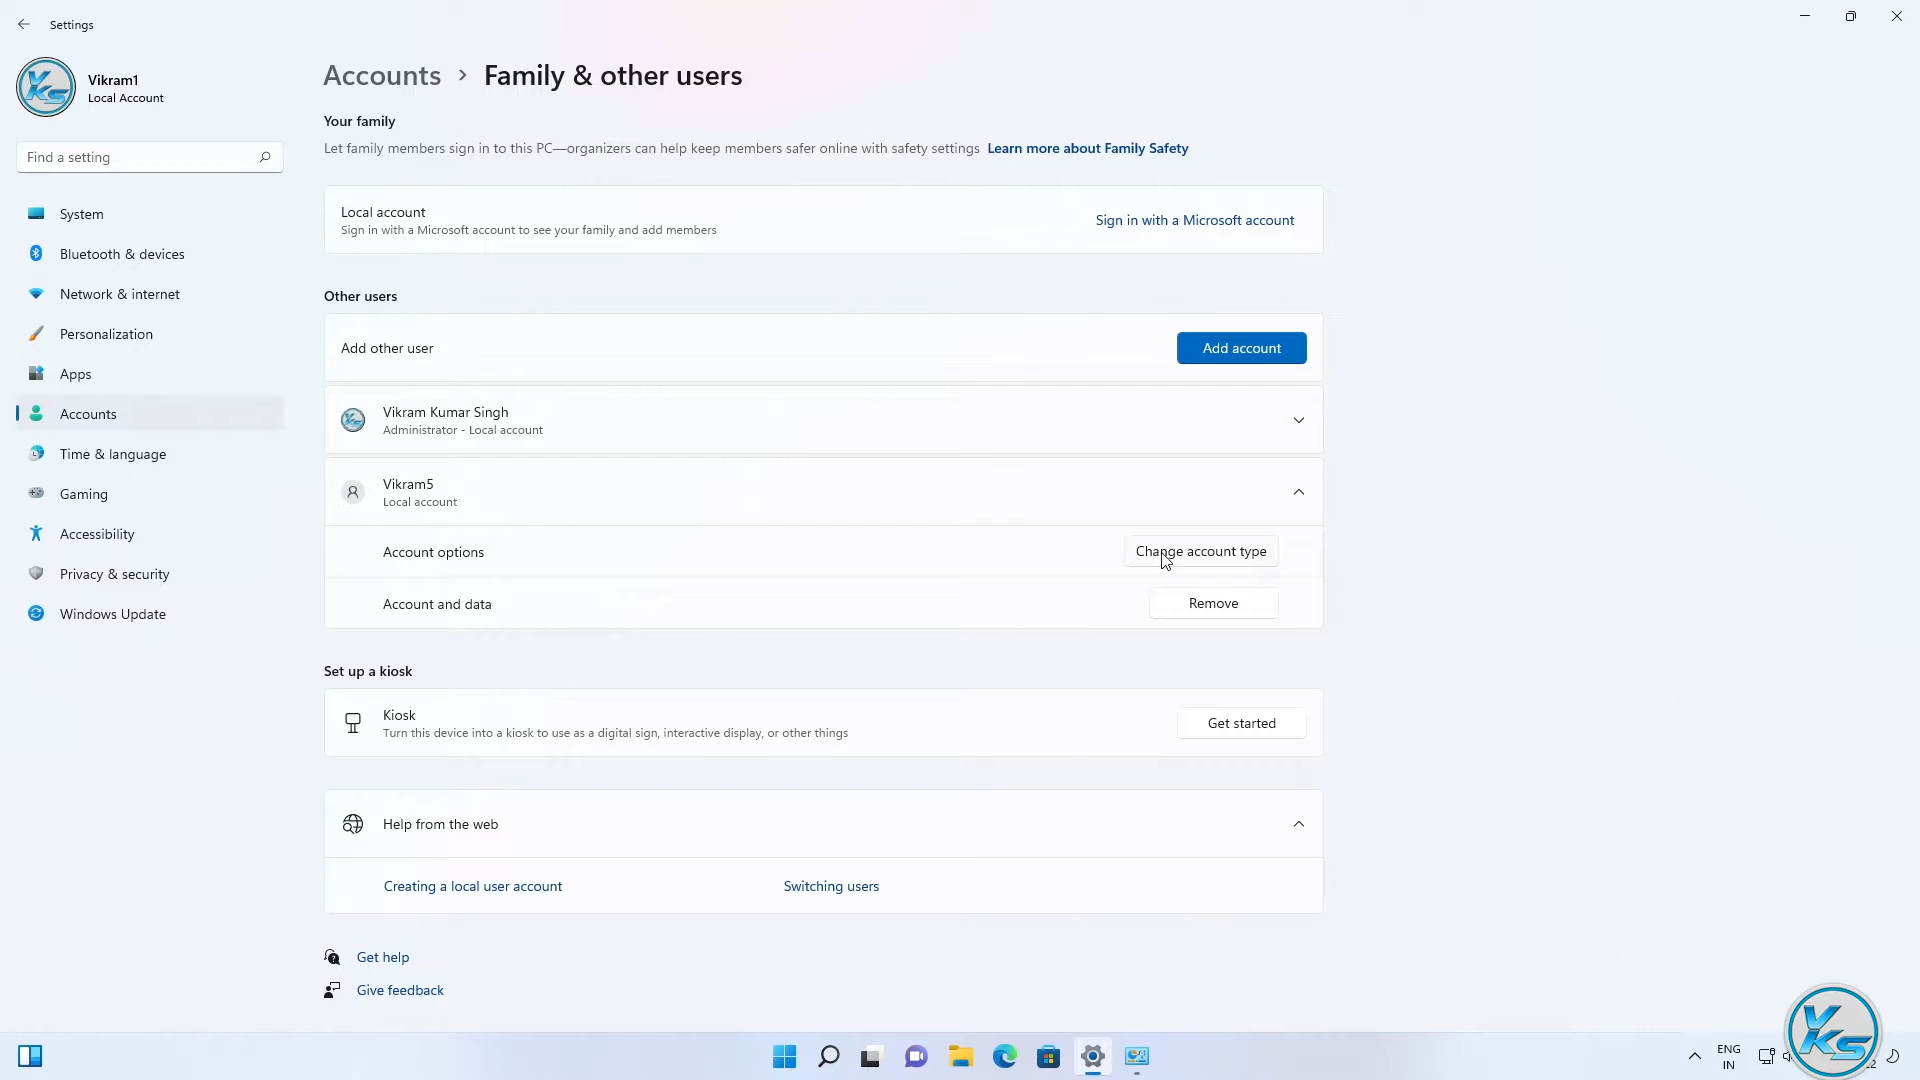 Settings
Vikram1
Local Account
Find a setting
System
Bluetooth & devices
Network & internet
Personalization
Apps
Accounts
Time & language
Gaming
Accessibility
Privacy & security
Windows Update
Accounts > Family & other users
Your family
Let family members sign in to this PC—organizers can help keep members safer online with safety settings Learn more about Family Safety
Local account
Sign in with a Microsoft account to see your family and add members
Sign in with a Microsoft account
Other users
Add other user
Add account
Vikram Kumar Singh
Administrator - Local account
Vikram5
Local account
Account options
Change account type
Account and data
Remove
Set up a kiosk
Kiosk
Turn this device into a kiosk to use as a digital sign, interactive display, or other things
Get started
Help from the web
Creating a local user account
Switching users
Get help
Give feedback
ENG
IN
VKS